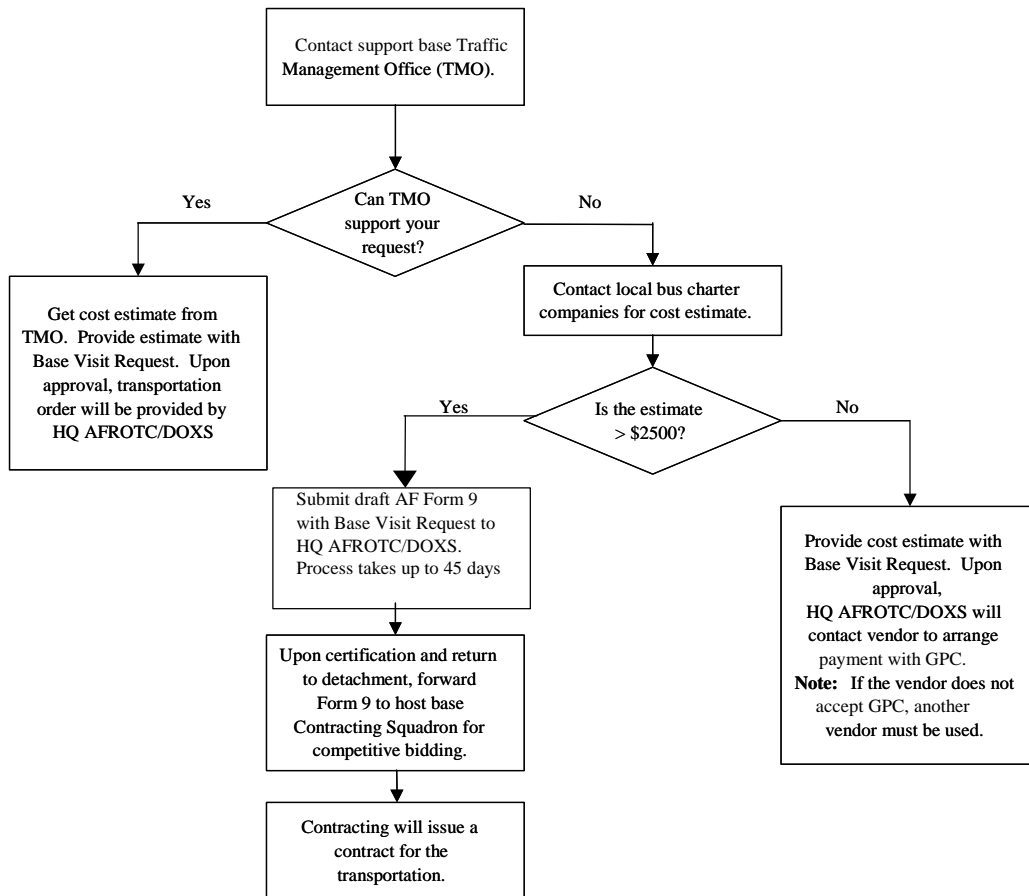 Contact support base Traffic
Management Office (TMO).
Can TMO
support your
request?
Yes
No
Get cost estimate from
TMO. Provide estimate with
Base Visit Request. Upon
approval, transportation
order will be provided by
HQ AFROTC/DOXS
Contact local bus charter
companies for cost estimate.
Is the estimate
> $2500?
Yes
No
Submit draft AF Form 9
with Base Visit Request to
HQ AFROTC/DOXS.
Process takes up to 45 days
Upon certification and return
to detachment, forward
Form 9 to host base
Contracting Squadron for
competitive bidding.
Contracting will issue a
contract for the
transportation.
Provide cost estimate with
Base Visit Request. Upon
approval,
HQ AFROTC/DOXS will
contact vendor to arrange
payment with GPC.
Note: If the vendor does not
accept GPC, another
vendor must be used.